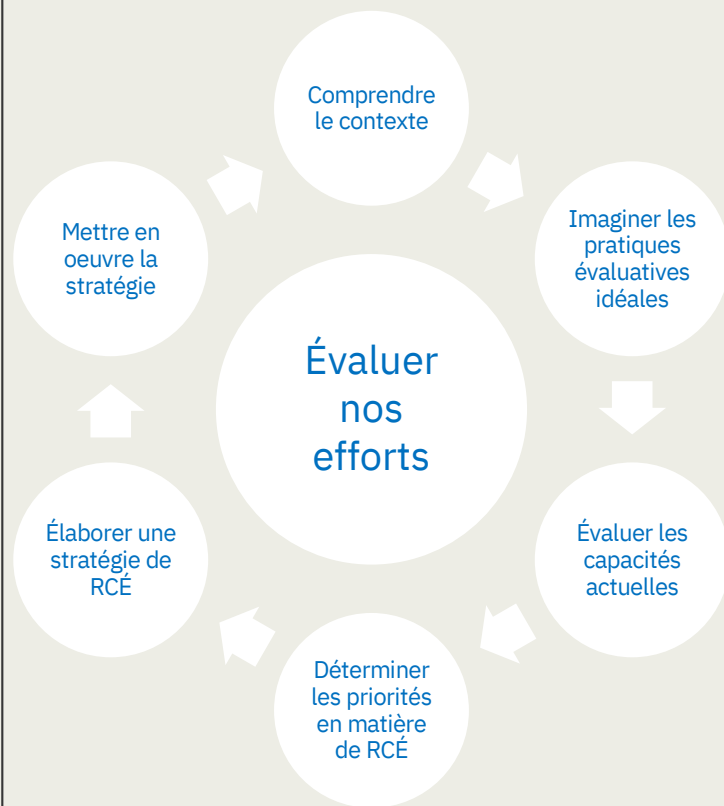 Comprendre
le contexte
Imaginer les
pratiques
évaluatives
idéales
Évaluer les
capacités
actuelles
Déterminer
les priorités
en matière
de RCÉ
Élaborer une
stratégie de
RCÉ
Mettre en
oeuvre la
stratégie
Évaluer
nos
efforts